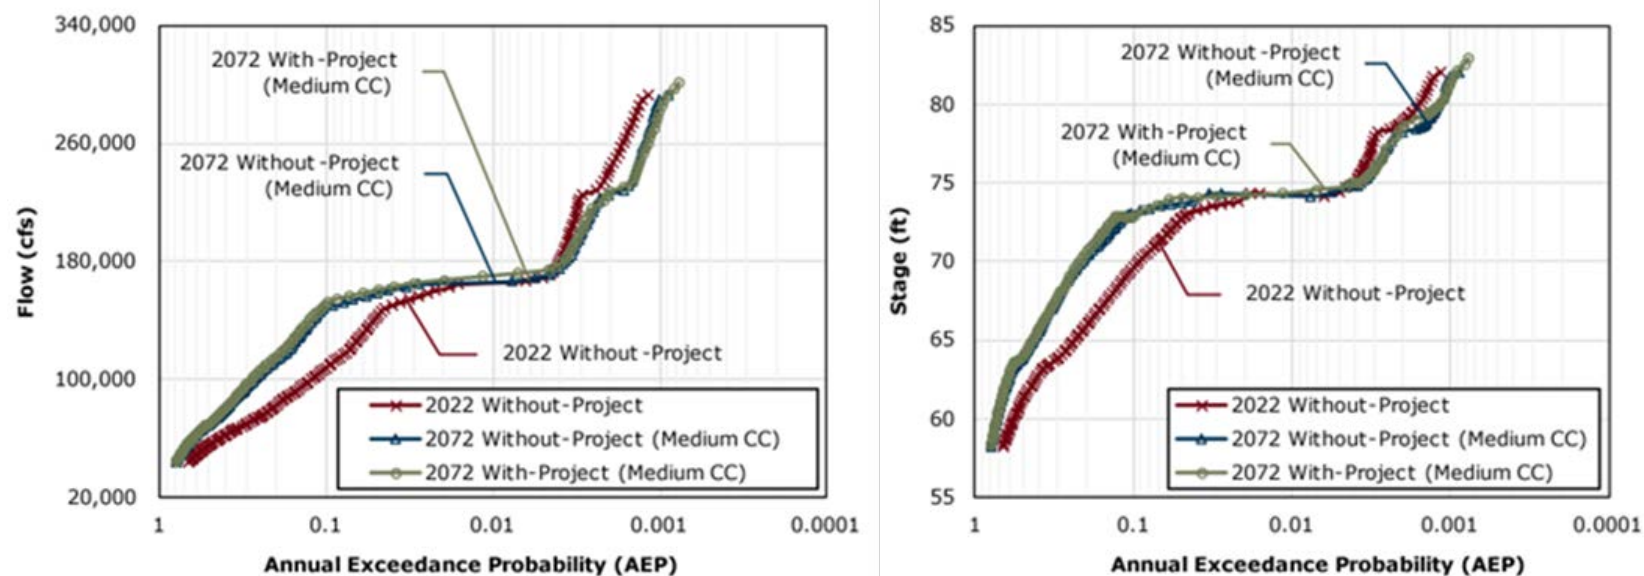 340,000
260,000
180,000
100,000
20,000
Flow (cfs)
2072 With-Project
(Medium CC)
2072 Without-Project
(Medium CC)
2022 Without-Project
2022 Without-Project
2072 Without-Project (Medium CC)
2072 With-Project (Medium CC)
1 0.1 0.01 0.001 0.0001
Annual Exceedance Probability (AEP)
85
80
75
70
65
60
55
Stage (ft)
2072 Without-Project
(Medium CC)
2072 With-Project
(Medium CC)
2022 Without-Project
2022 Without-Project
2072 Without-Project (Medium CC)
2072 With-Project (Medium CC)
1 0.1 0.01 0.001 0.0001
Annual Exceedance Probability (AEP)